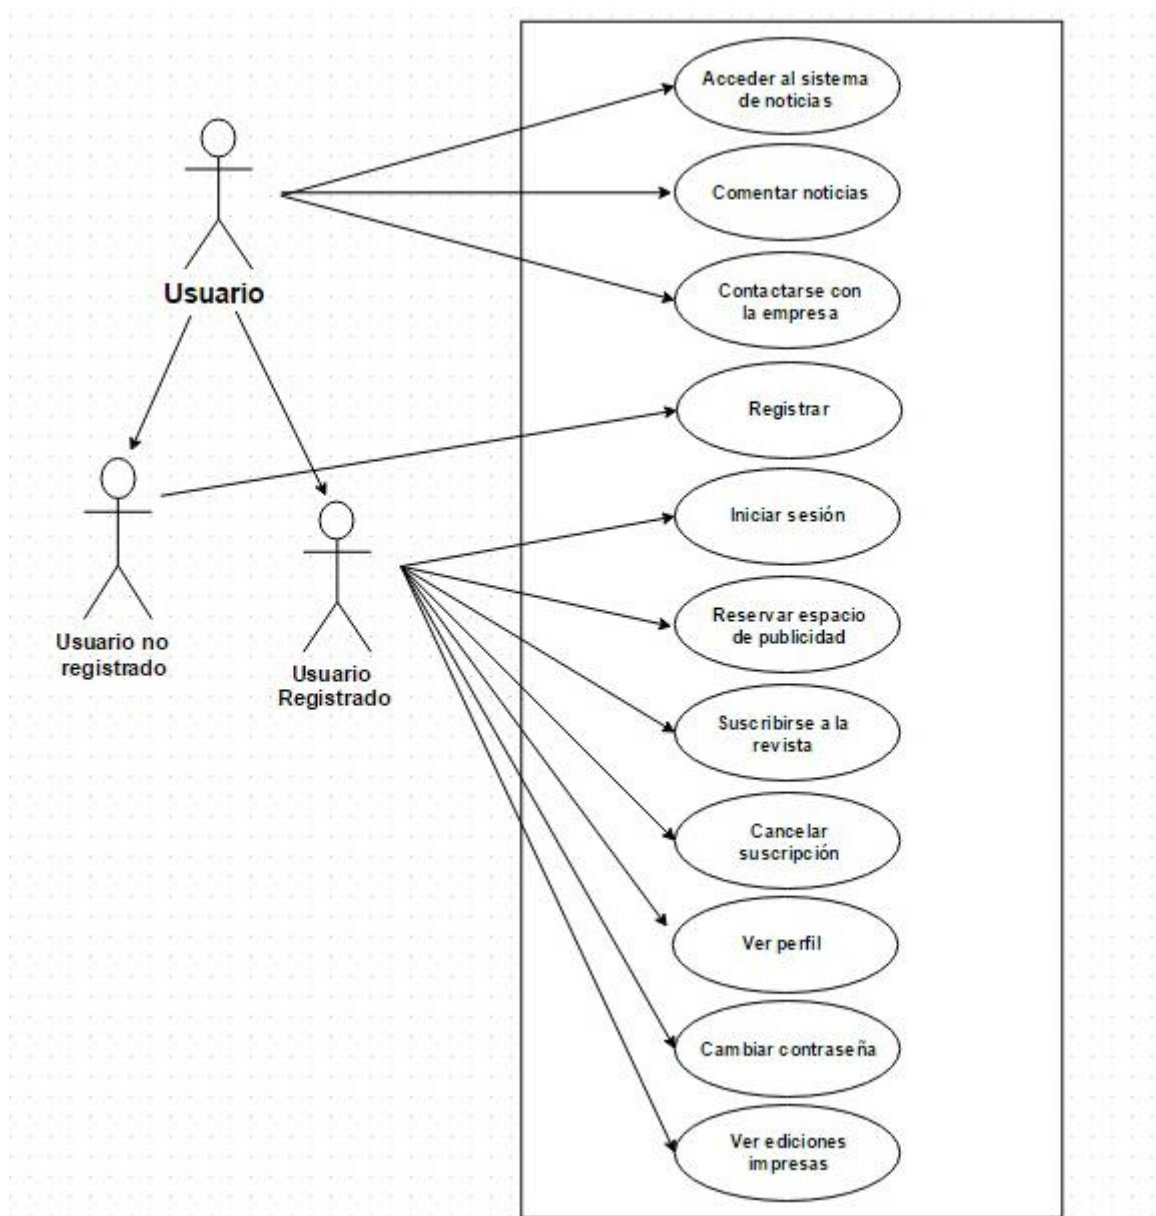 Acceder al sistema
de noticias
Comentar noticias
Usuario
Contactarse con
la empresa
Registrar
Iniciar sesión
Reservar espacio
de publicidad
Usuario no
registrado
Usuario
Registrado
Suscribirse a la
revista
Cancelar
suscripción
Ver perfil
Cambiar contraseña
Ver ediciones
impresas